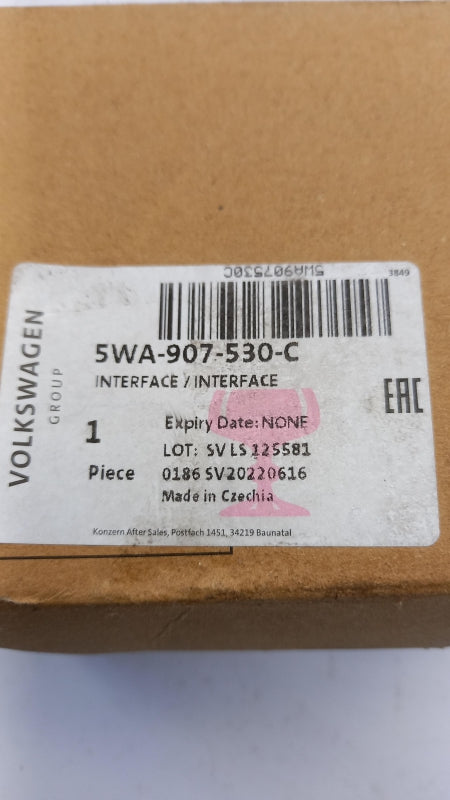 5WA907530C
3849
5WA-907-530-C
INTERFACE / INTERFACE
EAC
VOLKSWAGEN
GROUP
1
Piece
Expiry Date: NONE
LOT: SV LS 125581
0186 SV20220616
Made in Czechia
Konzern After Sales, Postfach 1451, 34219 Baunatal